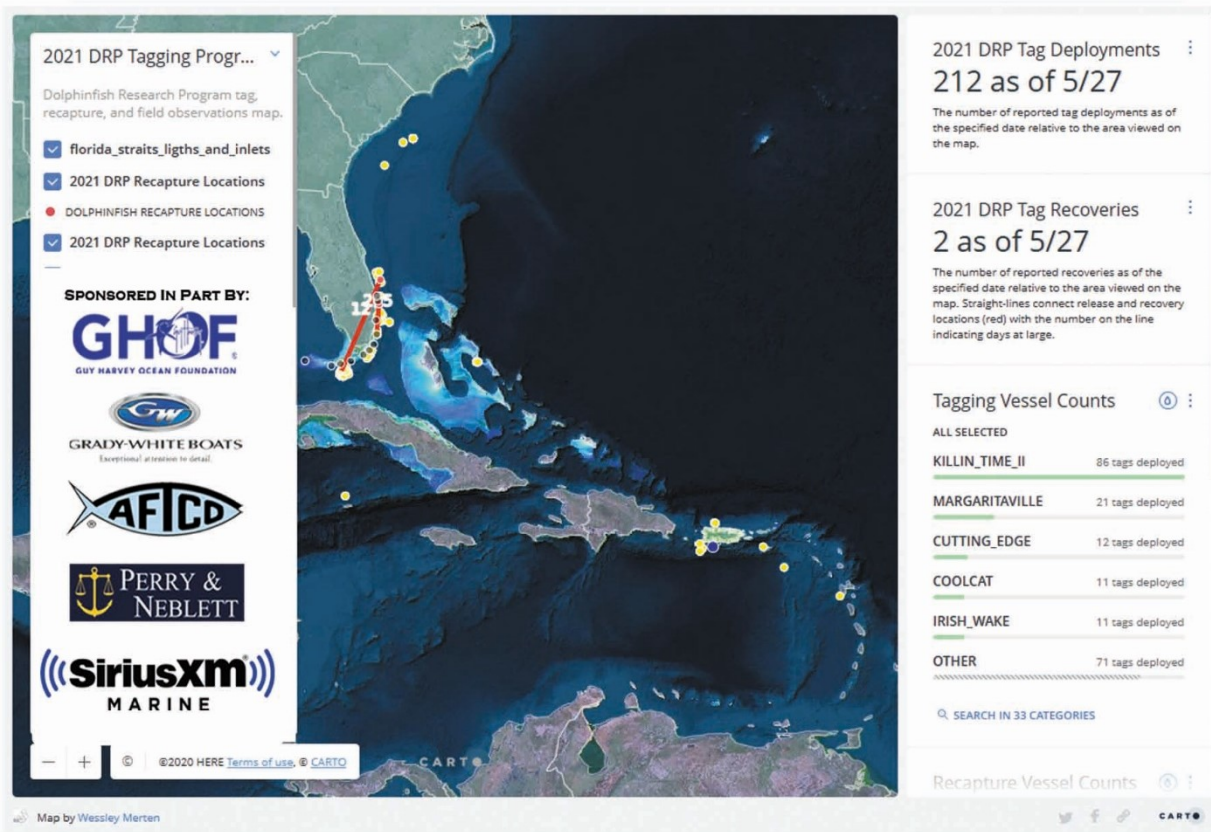 2021 DRP Tagging Progr...
Dolphinfish Research Program tag,
recapture, and field observations map.
florida_straits_ligths_and_inlets
2021 DRP Recapture Locations
DOLPHINFISH RECAPTURE LOCATIONS
2021 DRP Recapture Locations
SPONSORED IN PART BY:
GHOF
GUY HARVEY OCEAN FOUNDATION
GW
GRADY-WHITE BOATS
Exceptional attention to detail.
AFTCO
®
PERRY &
NEBLETT
SiriusXM
MARINE
− + © ©2020 HERE Terms of use, © CARTO
CARTO
2021 DRP Tag Deployments
212 as of 5/27
The number of reported tag deployments as of
the specified date relative to the area viewed on
the map.
2021 DRP Tag Recoveries
2 as of 5/27
The number of reported recoveries as of the
specified date relative to the area viewed on the
map. Straight-lines connect release and recovery
locations (red) with the number on the line
indicating days at large.
Tagging Vessel Counts
ALL SELECTED
KILLIN_TIME_II 86 tags deployed
MARGARITAVILLE 21 tags deployed
CUTTING_EDGE 12 tags deployed
COOLCAT 11 tags deployed
IRISH_WAKE 11 tags deployed
OTHER 71 tags deployed
SEARCH IN 33 CATEGORIES
Recapture Vessel Counts
Map by Wessley Merten
CARTO